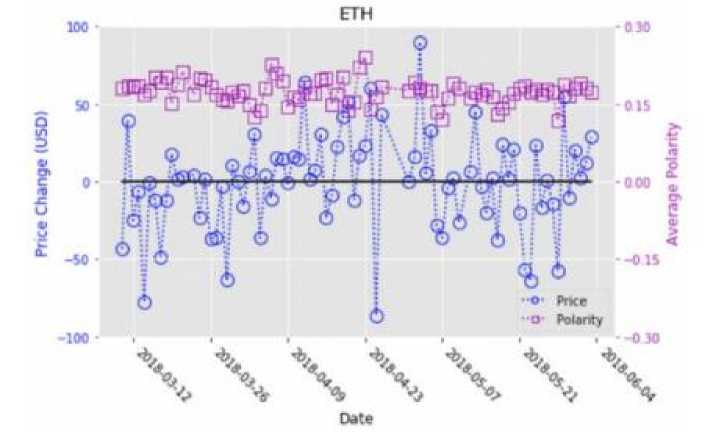 ETH
100
50
0
−50
−100
Price Change (USD)
0.30
0.15
0.00
−0.15
−0.30
Average Polarity
Price
Polarity
2018-03-12
2018-03-26
2018-04-09
2018-04-23
2018-05-07
2018-05-21
2018-06-04
Date